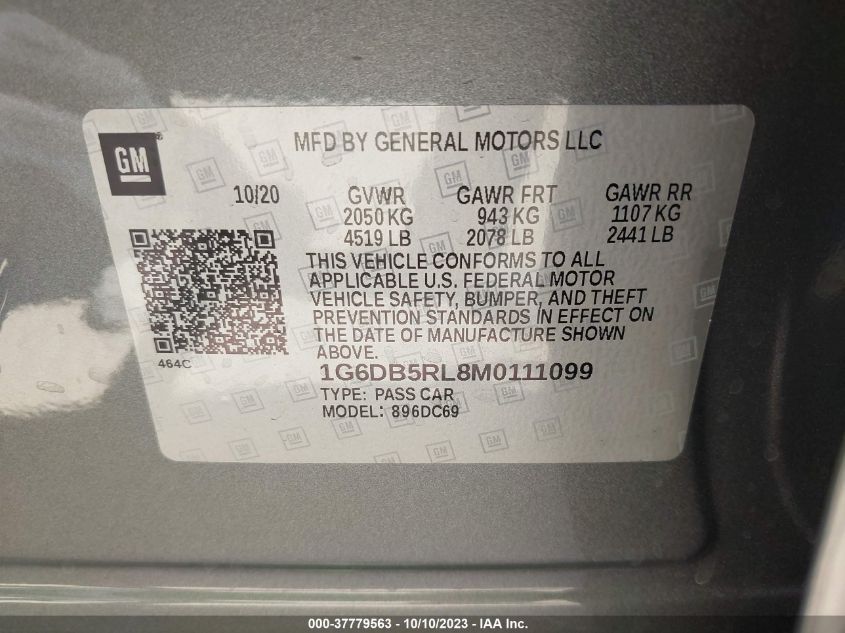 GM
MFD BY GENERAL MOTORS LLC
10/20
GVWR
2050 KG
4519 LB
GAWR FRT
943 KG
2078 LB
GAWR RR
1107 KG
2441 LB
THIS VEHICLE CONFORMS TO ALL
APPLICABLE U.S. FEDERAL MOTOR
VEHICLE SAFETY, BUMPER, AND THEFT
PREVENTION STANDARDS IN EFFECT ON
THE DATE OF MANUFACTURE SHOWN
ABOVE.
464C
1G6DB5RL8M0111099
TYPE: PASS CAR
MODEL: 896DC69
000-37779563 - 10/10/2023 - IAA Inc.